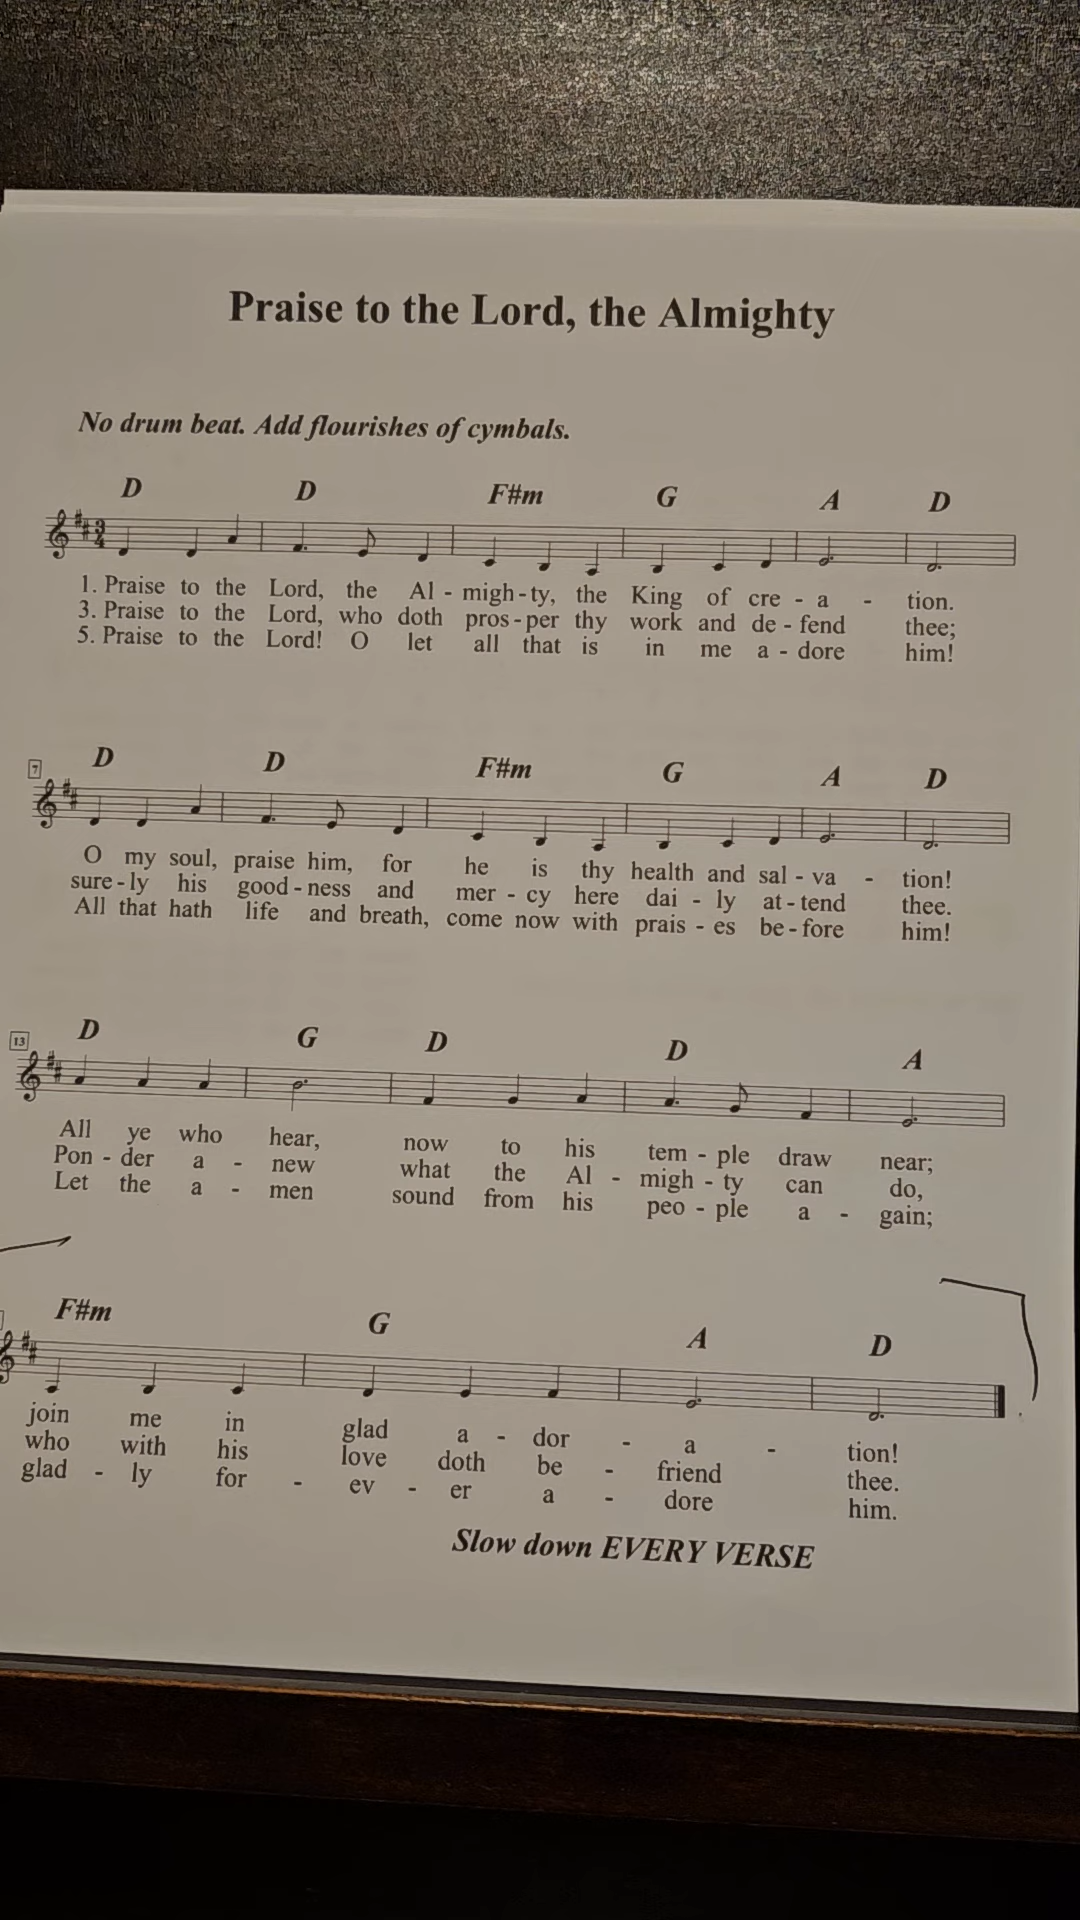 Praise to the Lord, the Almighty
No drum beat. Add flourishes of cymbals.
D D F#m G A D
3 4
1. Praise to the Lord, the Al - migh - ty, the King of cre - a - tion.
3. Praise to the Lord, who doth pros - per thy work and de - fend thee;
5. Praise to the Lord! O let all that is in me a - dore him!
7 D D F#m G A D
O my soul, praise him, for he is thy health and sal - va - tion!
sure - ly his good - ness and mer - cy here dai - ly at - tend thee.
All that hath life and breath, come now with prais - es be - fore him!
13 D G D D A
All ye who hear, now to his tem - ple draw near;
Pon - der a - new what the Al - migh - ty can do,
Let the a - men sound from his peo - ple a - gain;
F#m G A D
join me in glad a - dor - a - tion!
who with his love doth be - friend thee.
glad - ly for - ev - er a - dore him.
Slow down EVERY VERSE